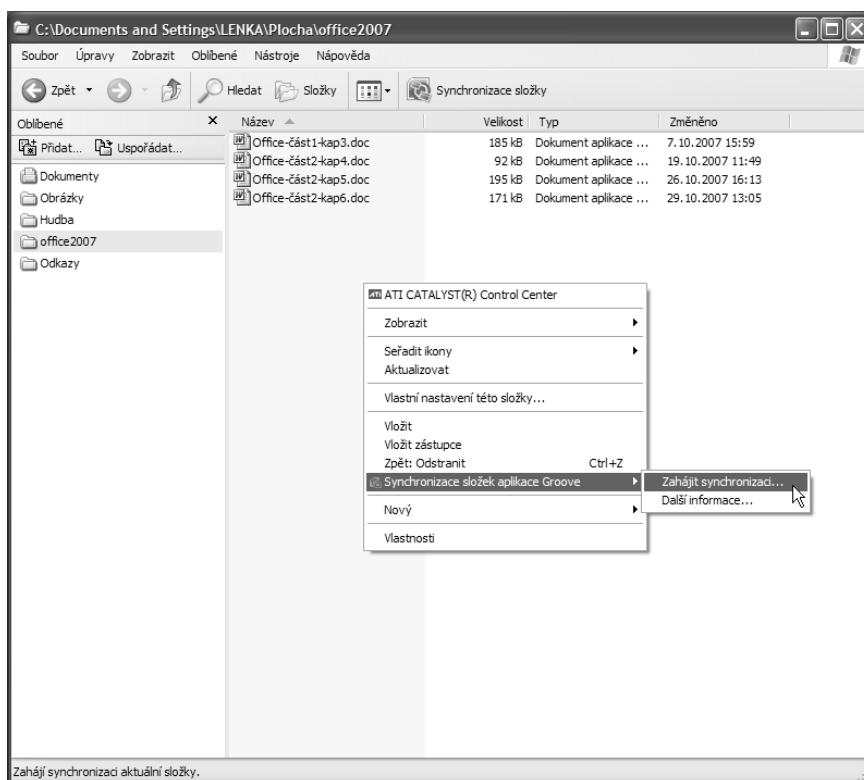 C:\Documents and Settings\LENKA\Plocha\office2007
Soubor Úpravy Zobrazit Oblíbené Nástroje Nápověda
Zpět Hledat Složky Synchronizace složky
Oblíbené
Přidat... Uspořádat...
Dokumenty
Obrázky
Hudba
office2007
Odkazy
Název Velikost Typ Změněno
Office-část1-kap3.doc 185 kB Dokument aplikace ... 7.10.2007 15:59
Office-část2-kap4.doc 92 kB Dokument aplikace ... 19.10.2007 11:49
Office-část2-kap5.doc 195 kB Dokument aplikace ... 26.10.2007 16:13
Office-část2-kap6.doc 171 kB Dokument aplikace ... 29.10.2007 13:05
ATI CATALYST(R) Control Center
Zobrazit
Seřadit ikony
Aktualizovat
Vlastní nastavení této složky...
Vložit
Vložit zástupce
Zpět: Odstranit Ctrl+Z
Synchronizace složek aplikace Groove
Nový
Vlastnosti
Zahájit synchronizaci...
Další informace...
Zahájí synchronizaci aktuální složky.